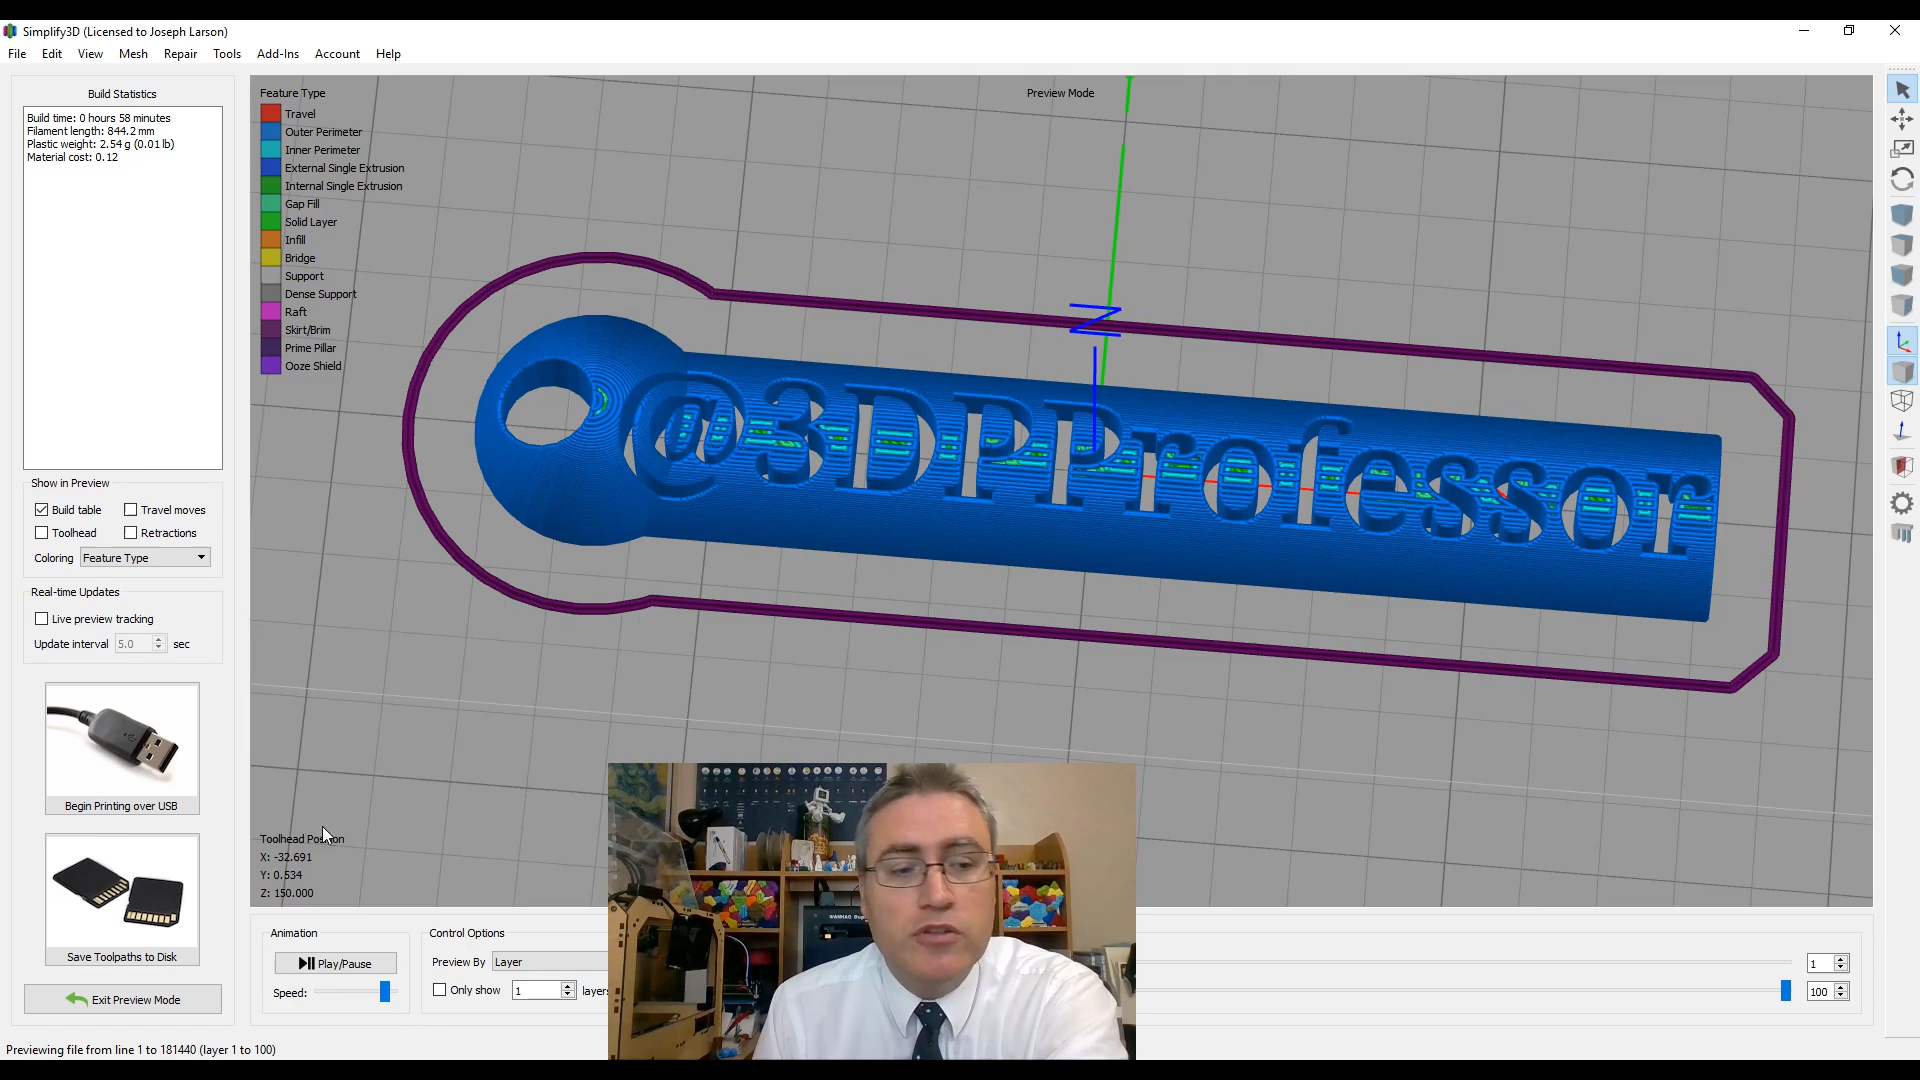 Simplify3D (Licensed to Joseph Larson)
File Edit View Mesh Repair Tools Add-Ins Account Help
Build Statistics
Build time: 0 hours 58 minutes
Filament length: 844.2 mm
Plastic weight: 2.54 g (0.01 lb)
Material cost: 0.12
Show in Preview
Build table
Travel moves
Toolhead
Retractions
Coloring Feature Type
Real-time Updates
Live preview tracking
Update interval 5.0 sec
Begin Printing over USB
Save Toolpaths to Disk
Exit Preview Mode
Feature Type
Travel
Outer Perimeter
Inner Perimeter
External Single Extrusion
Internal Single Extrusion
Gap Fill
Solid Layer
Infill
Bridge
Support
Dense Support
Raft
Skirt/Brim
Prime Pillar
Ooze Shield
Preview Mode
Z
@3DPProfessor
Toolhead Position
X: -32.691
Y: 0.534
Z: 150.000
Animation
Play/Pause
Speed:
Control Options
Preview By Layer
Only show 1 layers
WANHAO
1
100
Previewing file from line 1 to 181440 (layer 1 to 100)